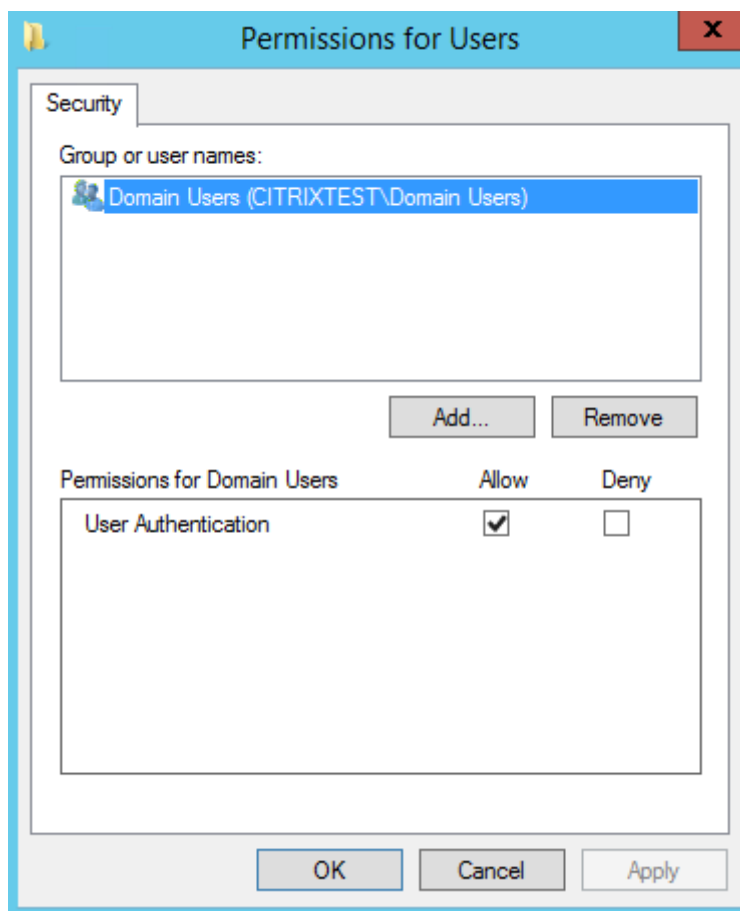 Permissions for Users
x
Security
Group or user names:
Domain Users (CITRIXTEST\Domain Users)
Add...
Remove
Permissions for Domain Users Allow Deny
User Authentication
OK Cancel Apply